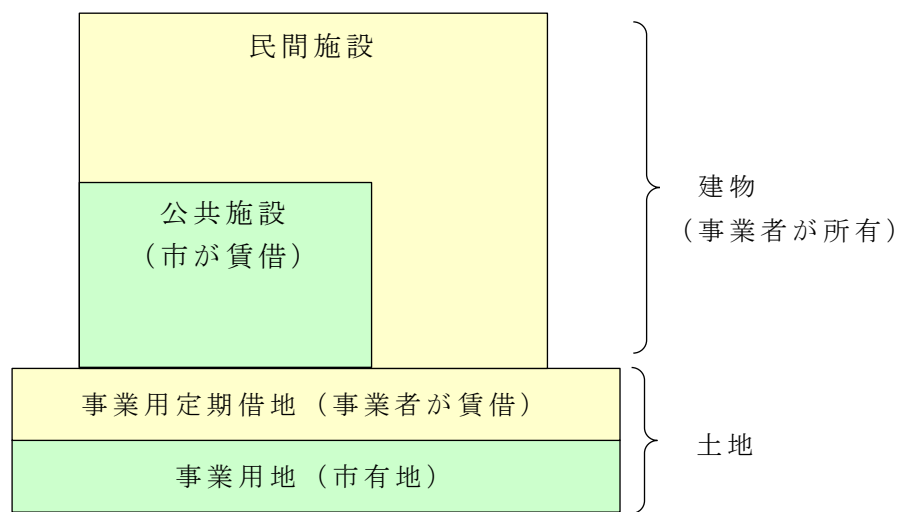 民間施設
公共施設
（市が賃借）
建物
（事業者が所有）
事業用定期借地（事業者が賃借）
事業用地（市有地）
土地